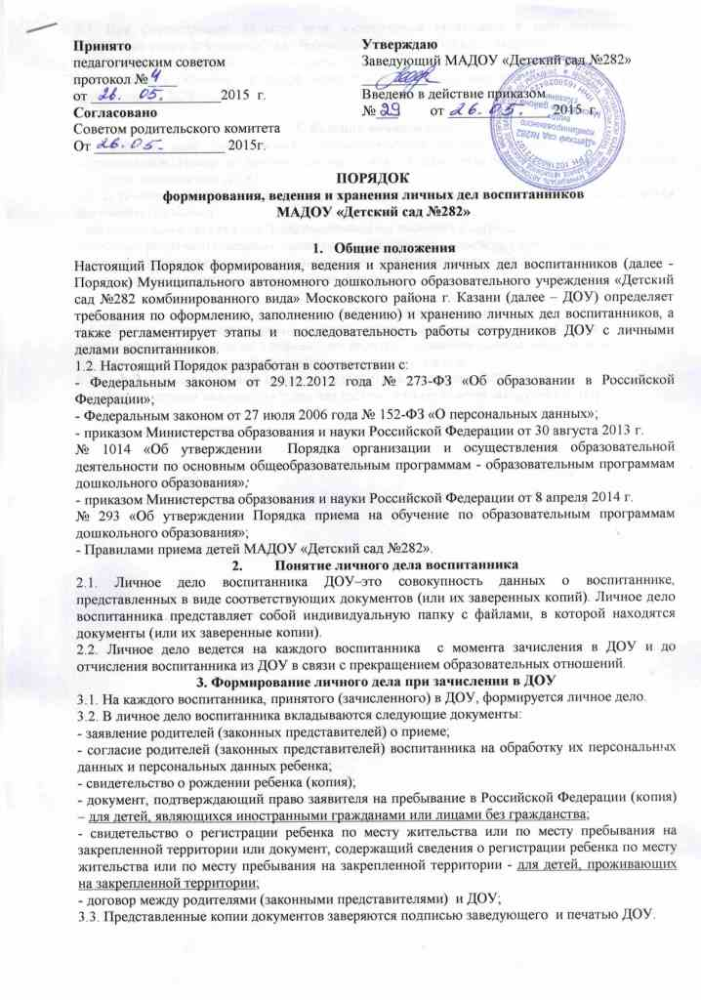 Принято
педагогическим советом
протокол № 4
от 26. 05. 2015 г.
Согласовано
Советом родительского комитета
От 26.05. 2015г.
Утверждаю
Заведующий МАДОУ «Детский сад №282»
Введено в действие приказом
№ 29 от 26.05. 2015 г.
ПОРЯДОК
формирования, ведения и хранения личных дел воспитанников
МАДОУ «Детский сад №282»
1. Общие положения
Настоящий Порядок формирования, ведения и хранения личных дел воспитанников (далее -
Порядок) Муниципального автономного дошкольного образовательного учреждения «Детский
сад №282 комбинированного вида» Московского района г. Казани (далее – ДОУ) определяет
требования по оформлению, заполнению (ведению) и хранению личных дел воспитанников, а
также регламентирует этапы и последовательность работы сотрудников ДОУ с личными
делами воспитанников.
1.2. Настоящий Порядок разработан в соответствии с:
- Федеральным законом от 29.12.2012 года № 273-ФЗ «Об образовании в Российской
Федерации»;
- Федеральным законом от 27 июля 2006 года № 152-ФЗ «О персональных данных»;
- приказом Министерства образования и науки Российской Федерации от 30 августа 2013 г.
№ 1014 «Об утверждении Порядка организации и осуществления образовательной
деятельности по основным общеобразовательным программам - образовательным программам
дошкольного образования»;
- приказом Министерства образования и науки Российской Федерации от 8 апреля 2014 г.
№ 293 «Об утверждении Порядка приема на обучение по образовательным программам
дошкольного образования»;
- Правилами приема детей МАДОУ «Детский сад №282».
2. Понятие личного дела воспитанника
2.1. Личное дело воспитанника ДОУ–это совокупность данных о воспитаннике,
представленных в виде соответствующих документов (или их заверенных копий). Личное дело
воспитанника представляет собой индивидуальную папку с файлами, в которой находятся
документы (или их заверенные копии).
2.2. Личное дело ведется на каждого воспитанника с момента зачисления в ДОУ и до
отчисления воспитанника из ДОУ в связи с прекращением образовательных отношений.
3. Формирование личного дела при зачислении в ДОУ
3.1. На каждого воспитанника, принятого (зачисленного) в ДОУ, формируется личное дело.
3.2. В личное дело воспитанника вкладываются следующие документы:
- заявление родителей (законных представителей) о приеме;
- согласие родителей (законных представителей) воспитанника на обработку их персональных
данных и персональных данных ребенка;
- свидетельство о рождении ребенка (копия);
- документ, подтверждающий право заявителя на пребывание в Российской Федерации (копия)
– для детей, являющихся иностранными гражданами или лицами без гражданства;
- свидетельство о регистрации ребенка по месту жительства или по месту пребывания на
закрепленной территории или документ, содержащий сведения о регистрации ребенка по месту
жительства или по месту пребывания на закрепленной территории - для детей, проживающих
на закрепленной территории;
- договор между родителями (законными представителями) и ДОУ;
3.3. Представленные копии документов заверяются подписью заведующего и печатью ДОУ.